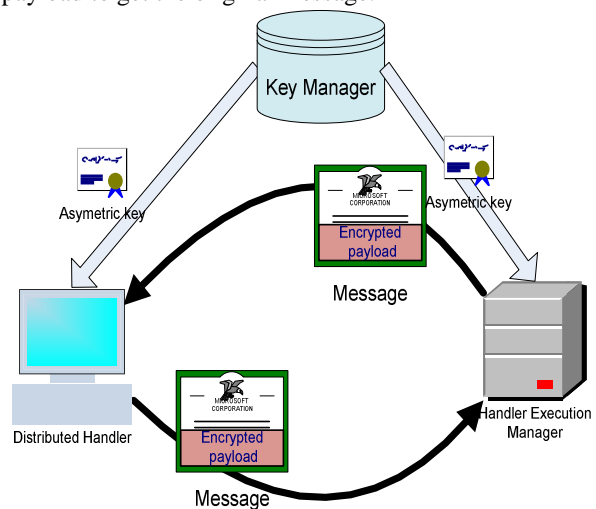 Key Manager
Asymetric key
Asymetric key
MICROSOFT
CORPORATION
Encrypted
payload
Message
Distributed Handler
Handler Execution
Manager
MICROSOFT
CORPORATION
Encrypted
payload
Message